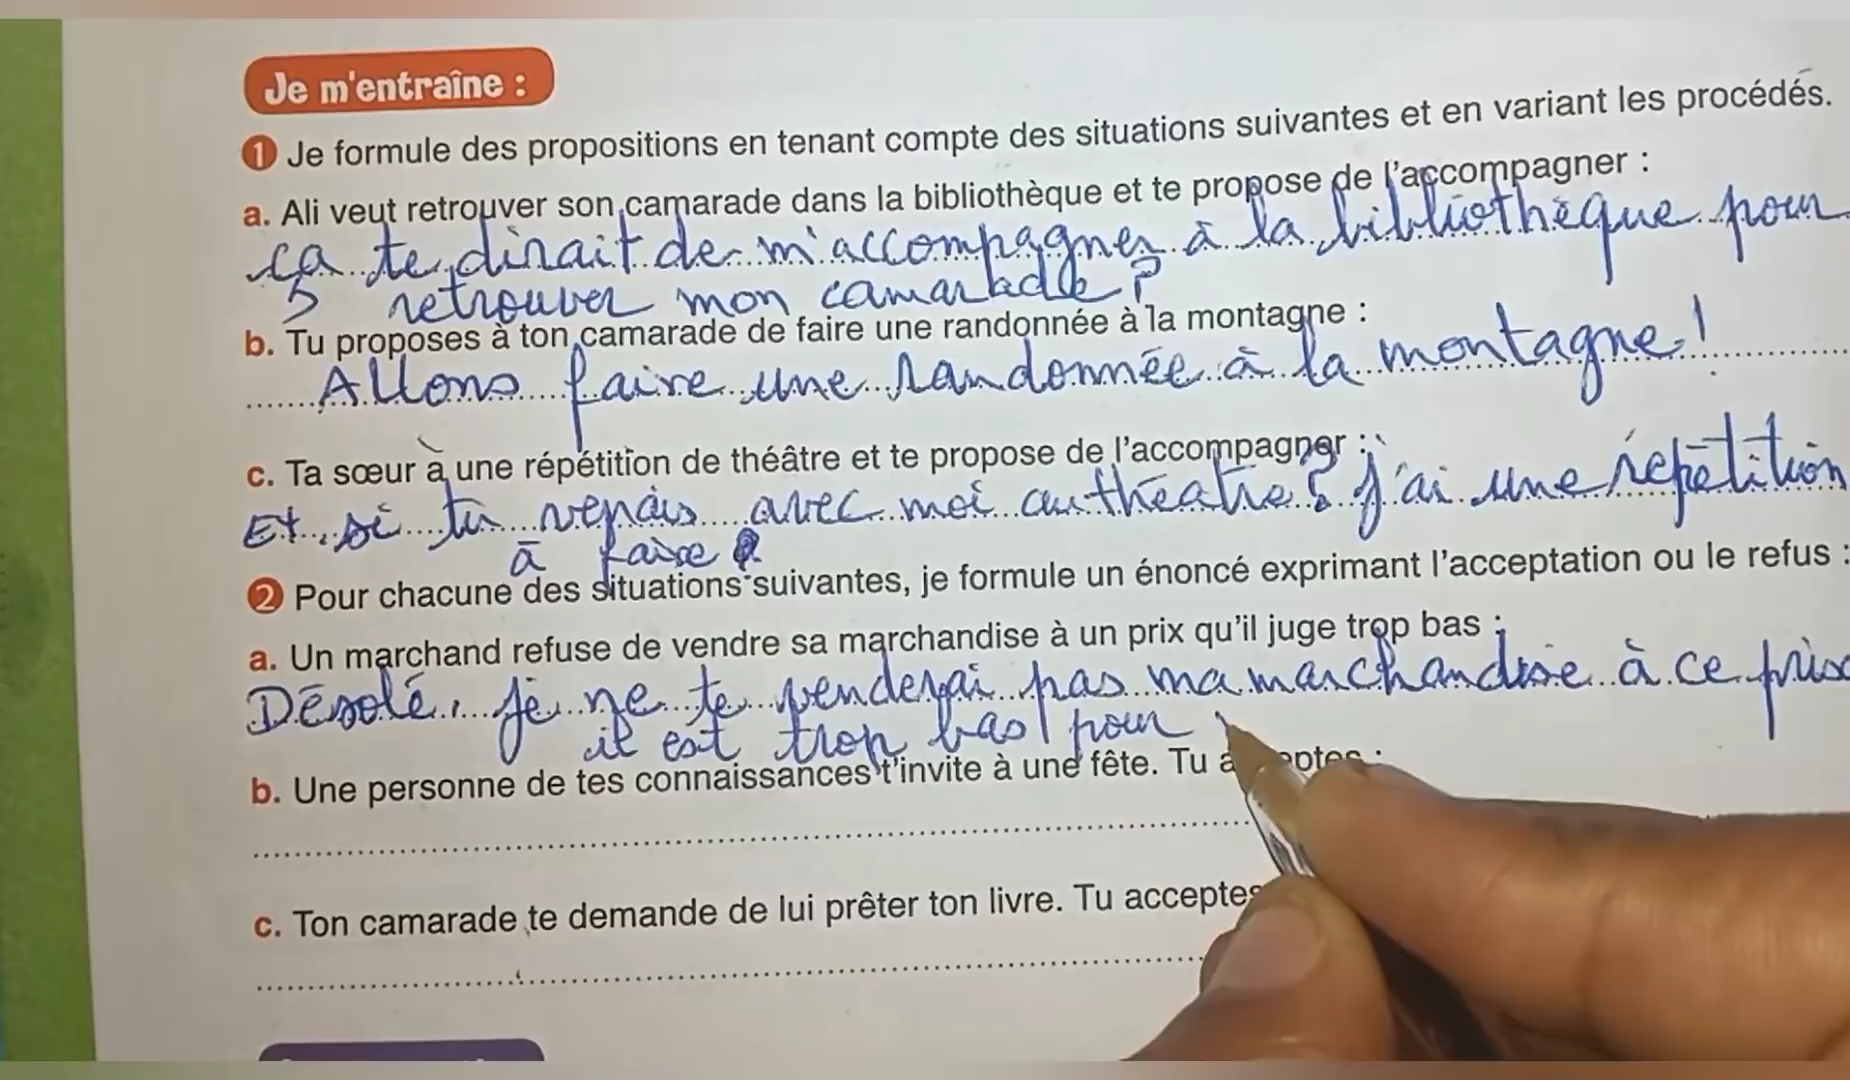 Je m'entraîne :
1 Je formule des propositions en tenant compte des situations suivantes et en variant les procédés.
a. Ali veut retrouver son camarade dans la bibliothèque et te propose de l'accompagner :
ça te dirait de m'accompagner à la bibliothèque pour
retrouver mon camarade ?
b. Tu proposes à ton camarade de faire une randonnée à la montagne :
Allons faire une randonnée à la montagne !
c. Ta sœur à une répétition de théâtre et te propose de l'accompagner :
Et si tu venais avec moi au théatre ? j'ai une repetition
à faire
2 Pour chacune des situations suivantes, je formule un énoncé exprimant l'acceptation ou le refus :
a. Un marchand refuse de vendre sa marchandise à un prix qu'il juge trop bas :
Désolé, je ne te venderai pas ma marchandise à ce prix
il est trop bas pour
b. Une personne de tes connaissances t'invite à une fête. Tu
c. Ton camarade te demande de lui prêter ton livre. Tu acceptes